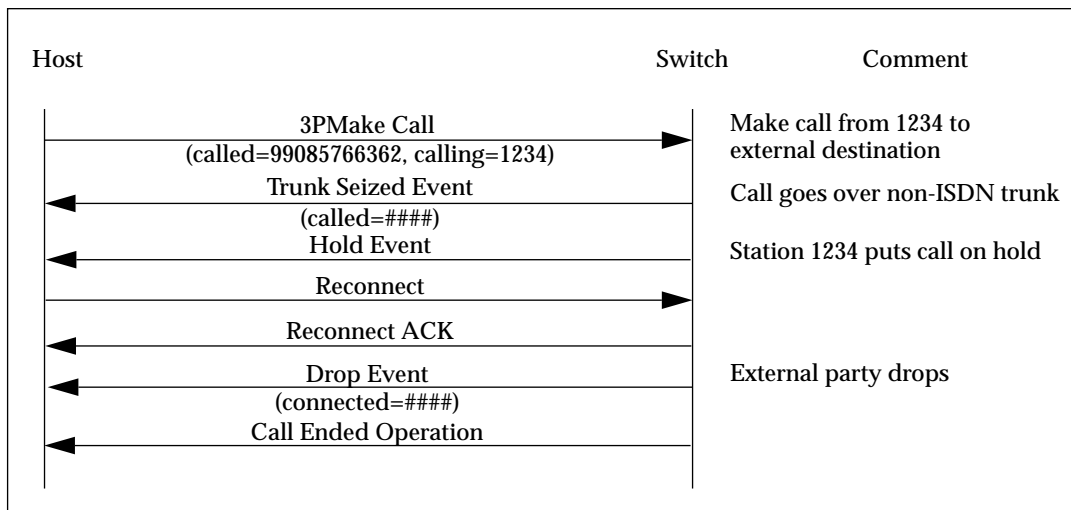 Host Switch Comment
3PMake Call Make call from 1234 to
(called=99085766362, calling=1234) external destination
Trunk Seized Event Call goes over non-ISDN trunk
(called=####)
Hold Event Station 1234 puts call on hold
Reconnect
Reconnect ACK
Drop Event External party drops
(connected=####)
Call Ended Operation